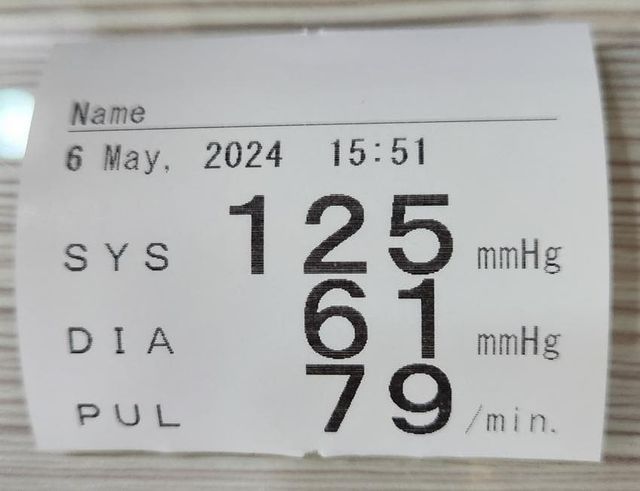 Name
6 May, 2024 15:51
SYS 125 mmHg
DIA 61 mmHg
PUL 79 /min.